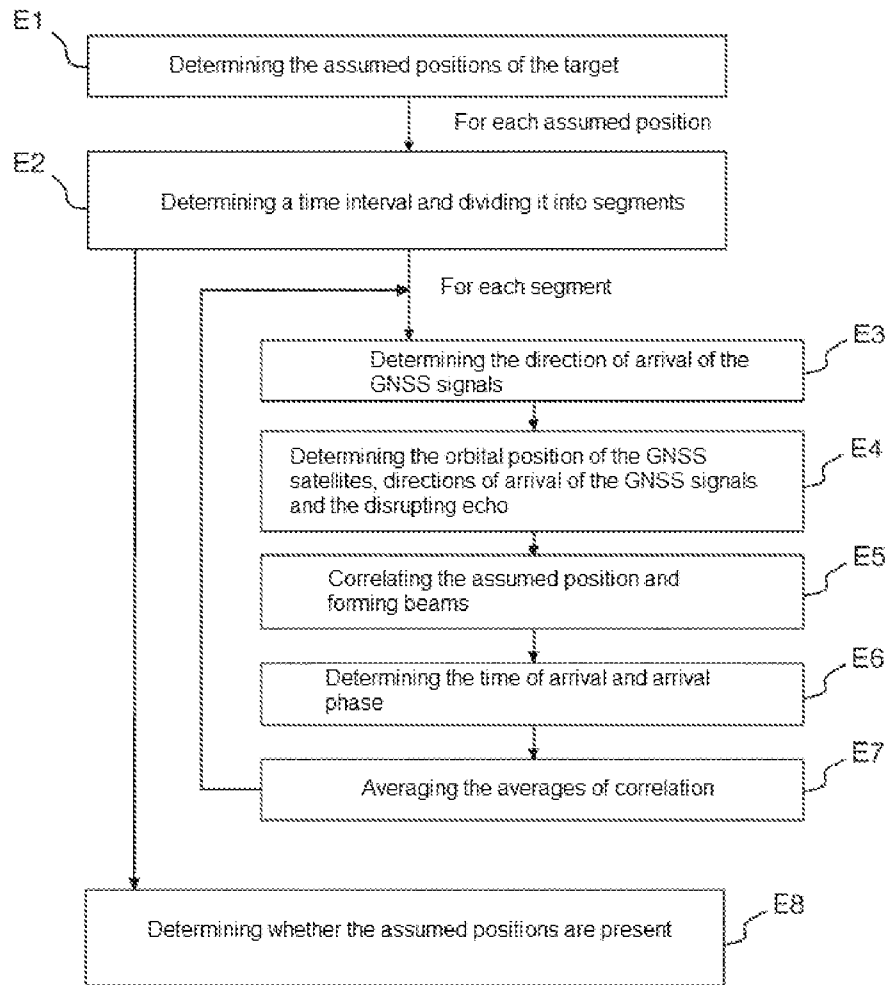 E1
Determining the assumed positions of the target
For each assumed position
E2
Determining a time interval and dividing it into segments
For each segment
E3
Determining the direction of arrival of the
GNSS signals
E4
Determining the orbital position of the GNSS
satellites, directions of arrival of the GNSS signals
and the disrupting echo
E5
Correlating the assumed position and
forming beams
E6
Determining the time of arrival and arrival
phase
E7
Averaging the averages of correlation
E8
Determining whether the assumed positions are present